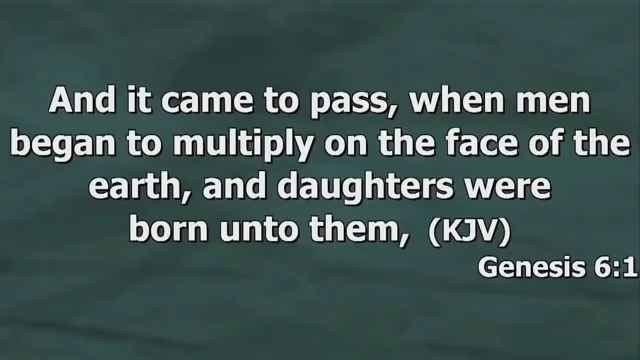 And it came to pass, when men
began to multiply on the face of the
earth, and daughters were
born unto them, (KJV)
Genesis 6:1